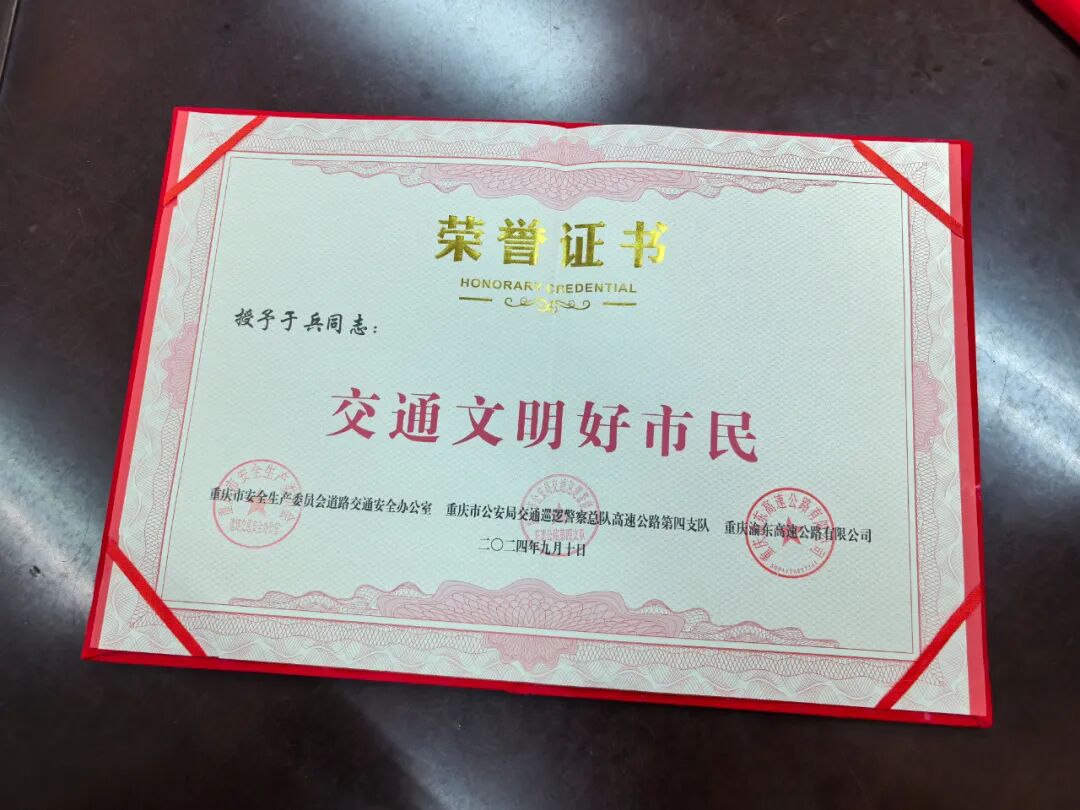 荣誉证书
HONORARY CREDENTIAL
授予于兵同志：
交通文明好市民
重庆市安全生产委员会道路交通安全办公室 重庆市公安局交通巡逻警察总队高速公路第四支队 重庆渝东高速公路有限公司
二〇二四年九月十日